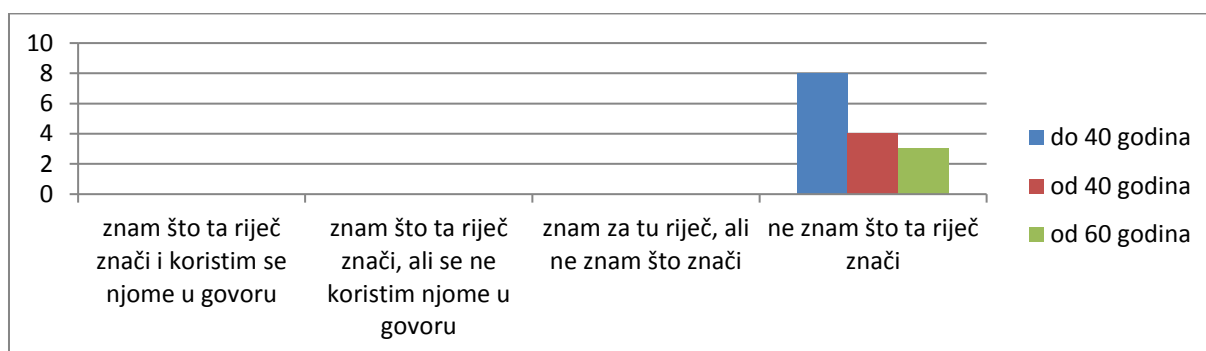 10
8
6
4
2
0
znam što ta riječ
znači i koristim se
njome u govoru
znam što ta riječ
znači, ali se ne
koristim njome u
govoru
znam za tu riječ, ali
ne znam što znači
ne znam što ta riječ
znači
do 40 godina
od 40 godina
od 60 godina